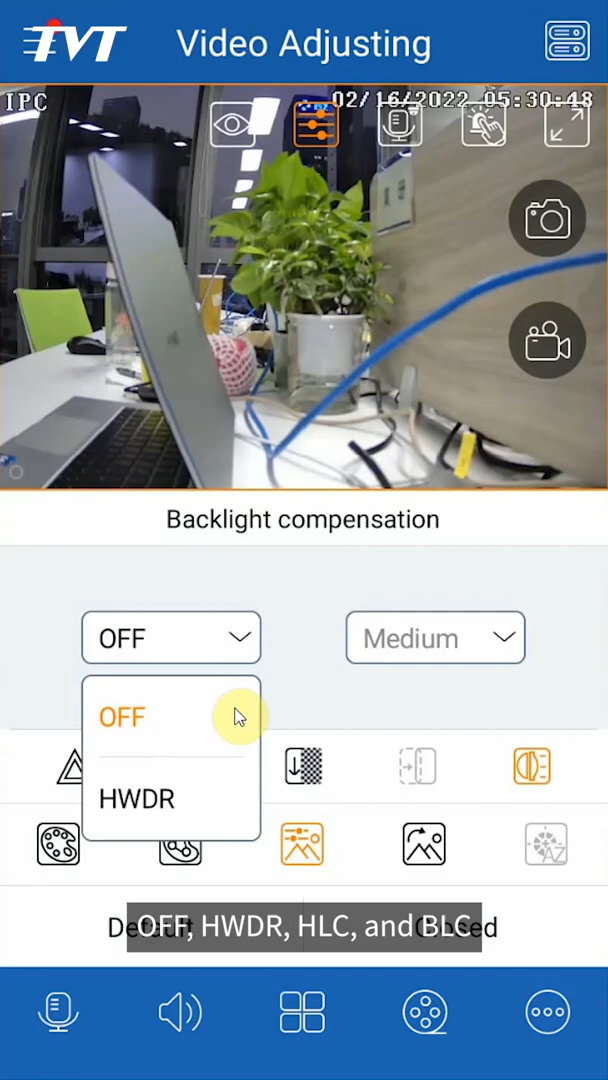 TVT
Video Adjusting
IPC
02/16/2022 05:30:48
Backlight compensation
OFF
Medium
OFF
HWDR
AZ
OFF, HWDR, HLC, and BLC